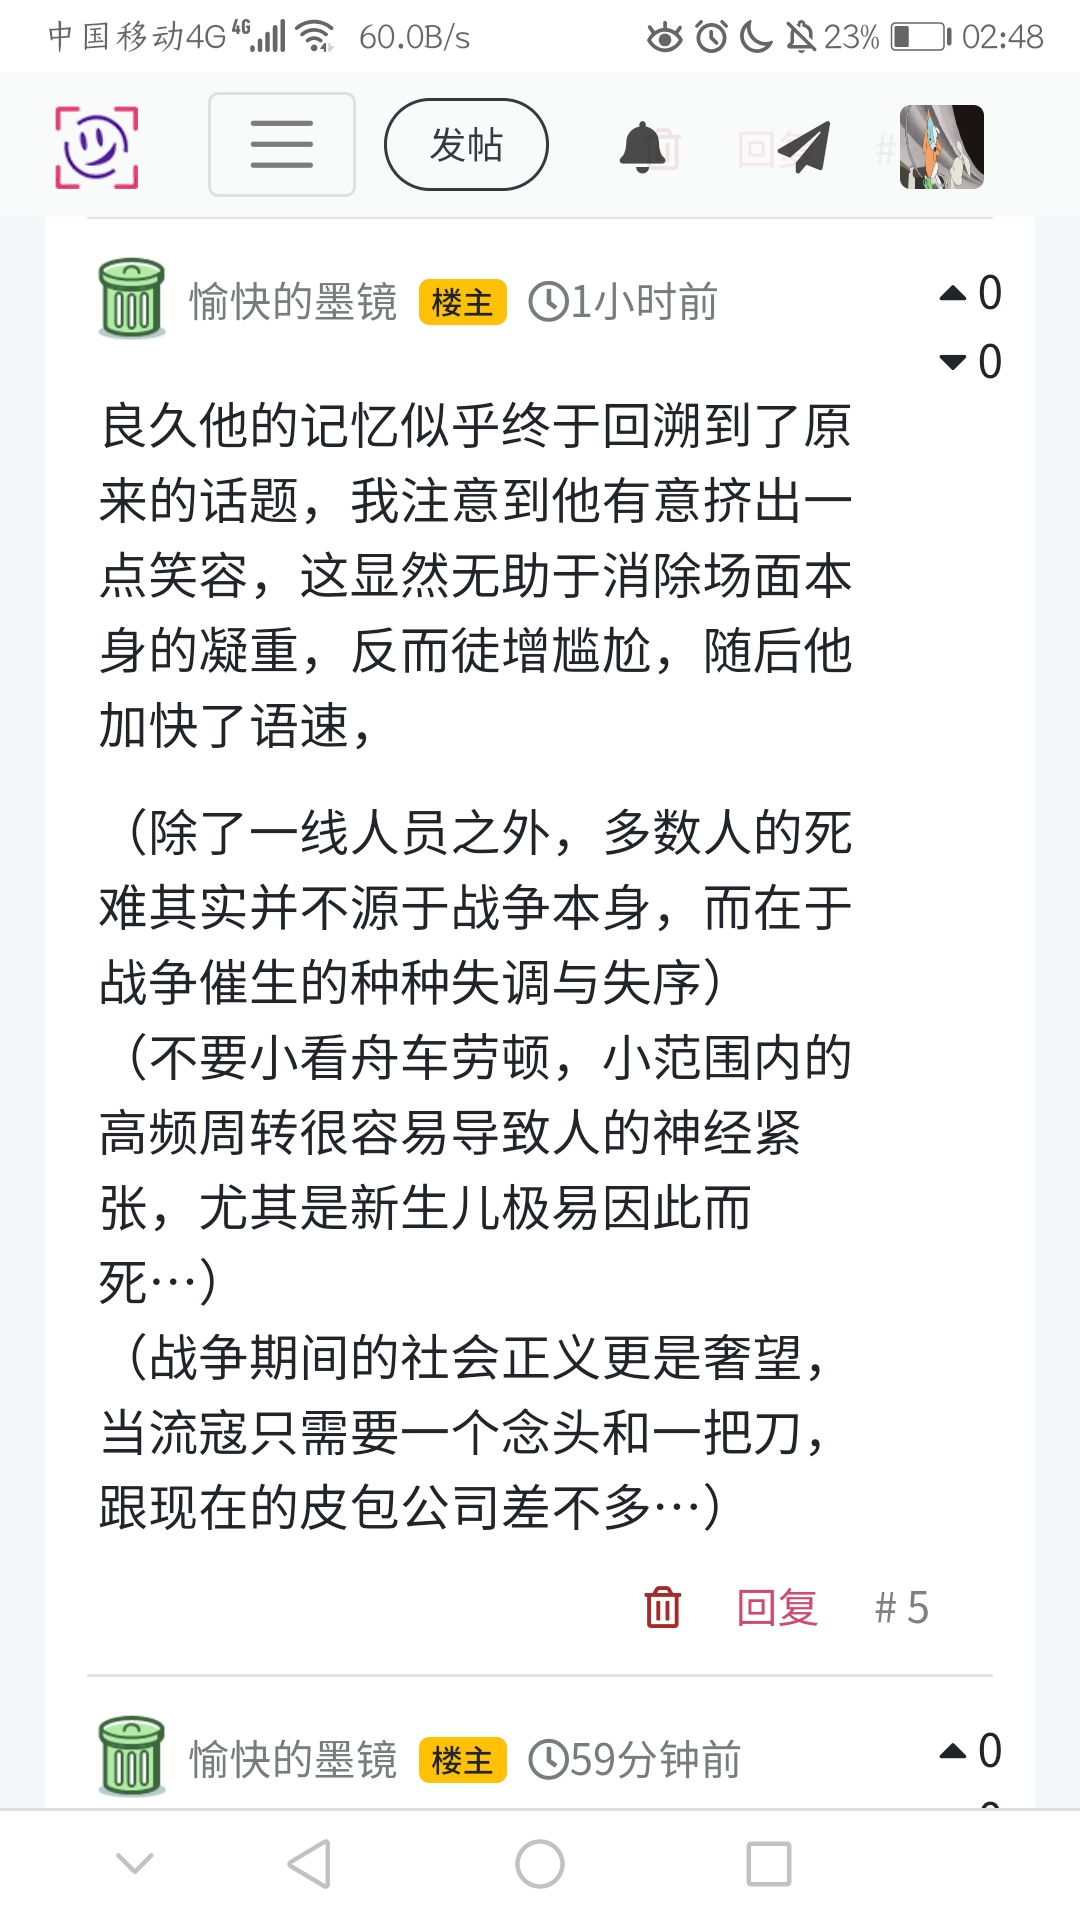 中国移动4G 4G 60.0B/s 23% 02:48
发帖 回复 #
愉快的墨镜 楼主 1小时前 0
0
良久他的记忆似乎终于回溯到了原
来的话题，我注意到他有意挤出一
点笑容，这显然无助于消除场面本
身的凝重，反而徒增尴尬，随后他
加快了语速，
（除了一线人员之外，多数人的死
难其实并不源于战争本身，而在于
战争催生的种种失调与失序）
（不要小看舟车劳顿，小范围内的
高频周转很容易导致人的神经紧
张，尤其是新生儿极易因此而
死…）
（战争期间的社会正义更是奢望，
当流寇只需要一个念头和一把刀，
跟现在的皮包公司差不多…）
回复 # 5
愉快的墨镜 楼主 59分钟前 0